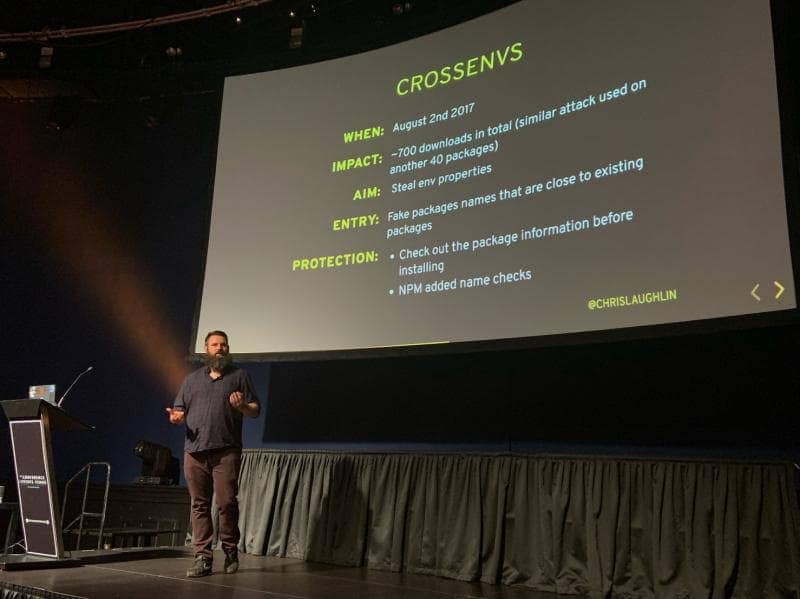 CROSSENVS
WHEN: August 2nd 2017
IMPACT: ~700 downloads in total (similar attack used on
another 40 packages)
AIM: Steal env properties
ENTRY: Fake packages names that are close to existing
packages
PROTECTION: • Check out the package information before
installing
• NPM added name checks
@CHRISLAUGHLIN